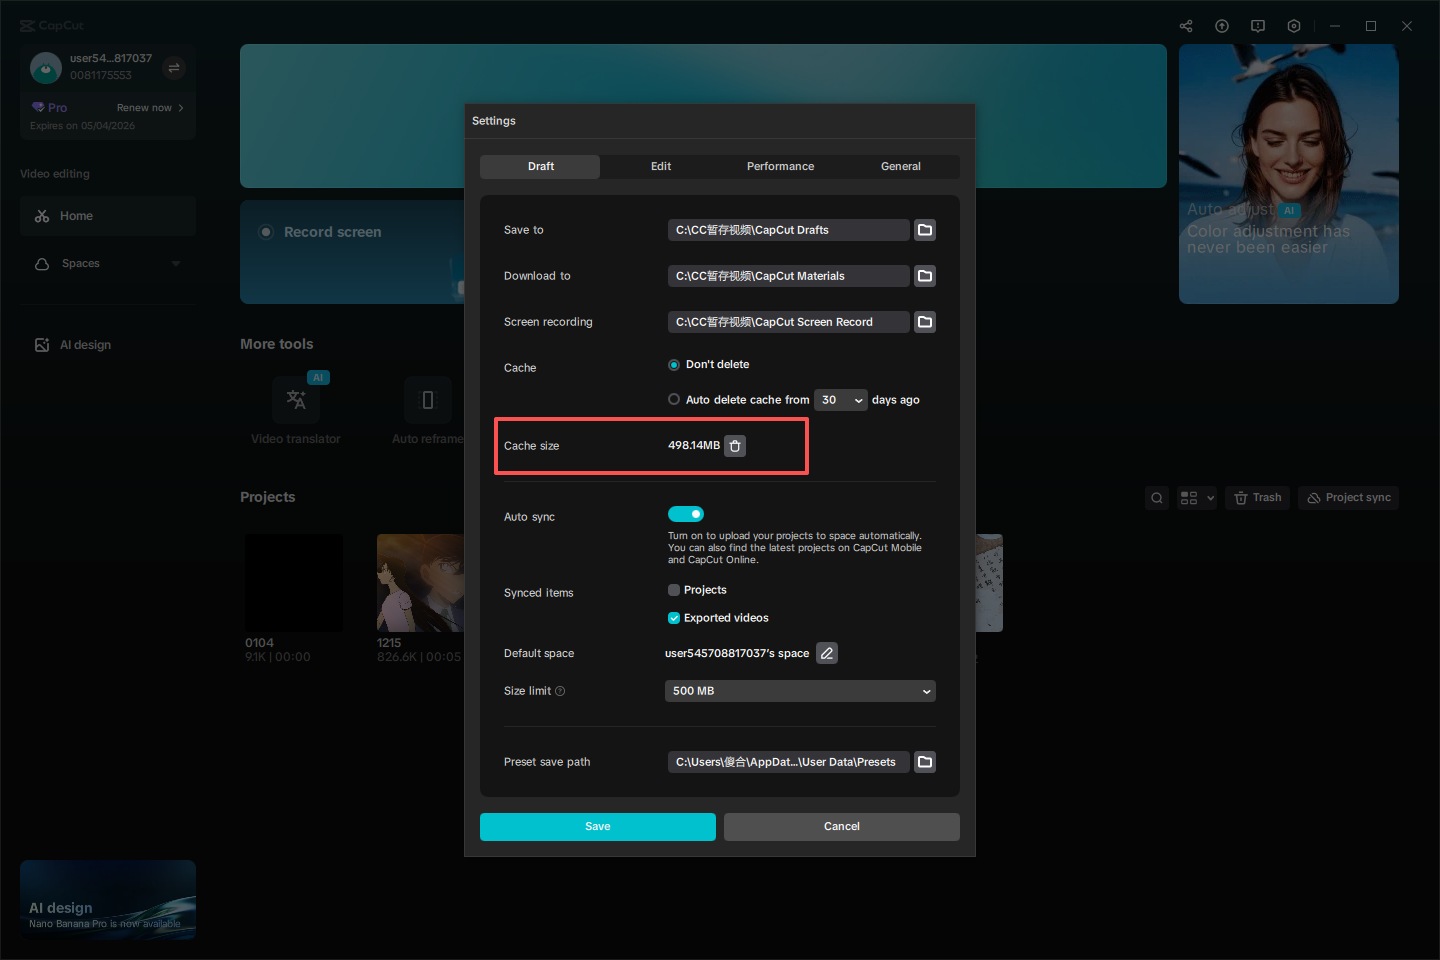 CapCut
user54...817037
0081175553
Pro
Renew now
Expires on 05/04/2026
Video editing
Home
Spaces
AI design
Record screen
Auto adjust AI
Color adjustment has
never been easier
More tools
AI
Video translator
Auto reframe
Projects
Trash
Project sync
0104
9.1K | 00:00
1215
826.6K | 00:05
AI design
Nano Banana Pro is now available
Settings
Draft
Edit
Performance
General
Save to
C:\CC暂存视频\CapCut Drafts
Download to
C:\CC暂存视频\CapCut Materials
Screen recording
C:\CC暂存视频\CapCut Screen Record
Cache
Don't delete
Auto delete cache from 30 days ago
Cache size
498.14MB
Auto sync
Turn on to upload your projects to space automatically.
You can also find the latest projects on CapCut Mobile
and CapCut Online.
Synced items
Projects
Exported videos
Default space
user545708817037's space
Size limit
500 MB
Preset save path
C:\Users\傻合\AppDat...\User Data\Presets
Save
Cancel